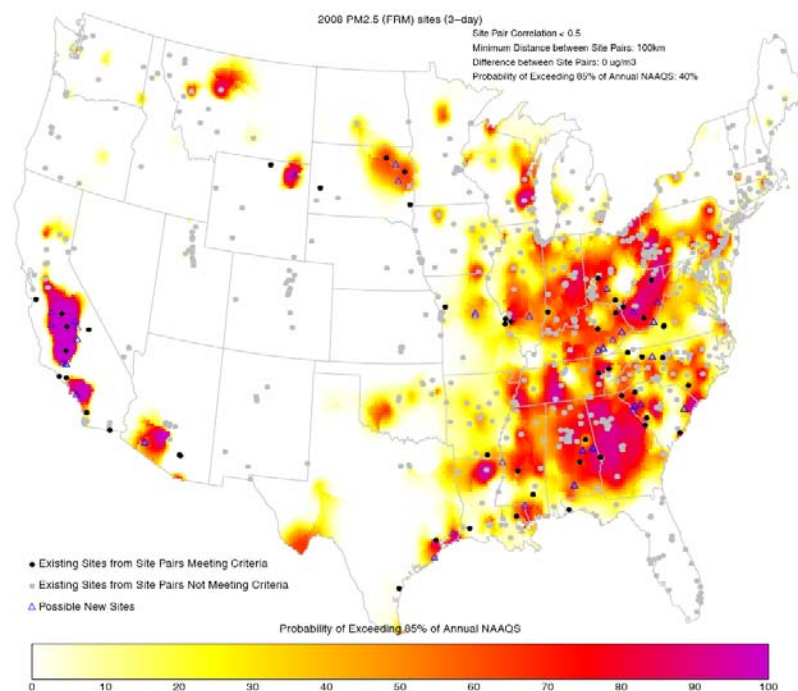 2008 PM2.5 (FRM) sites (3-day)
Site Pair Correlation < 0.5
Minimum Distance between Site Pairs: 100km
Difference between Site Pairs: 0 ug/m3
Probability of Exceeding 85% of Annual NAAQS: 40%
Existing Sites from Site Pairs Meeting Criteria
Existing Sites from Site Pairs Not Meeting Criteria
Possible New Sites
Probability of Exceeding 85% of Annual NAAQS
0 10 20 30 40 50 60 70 80 90 100